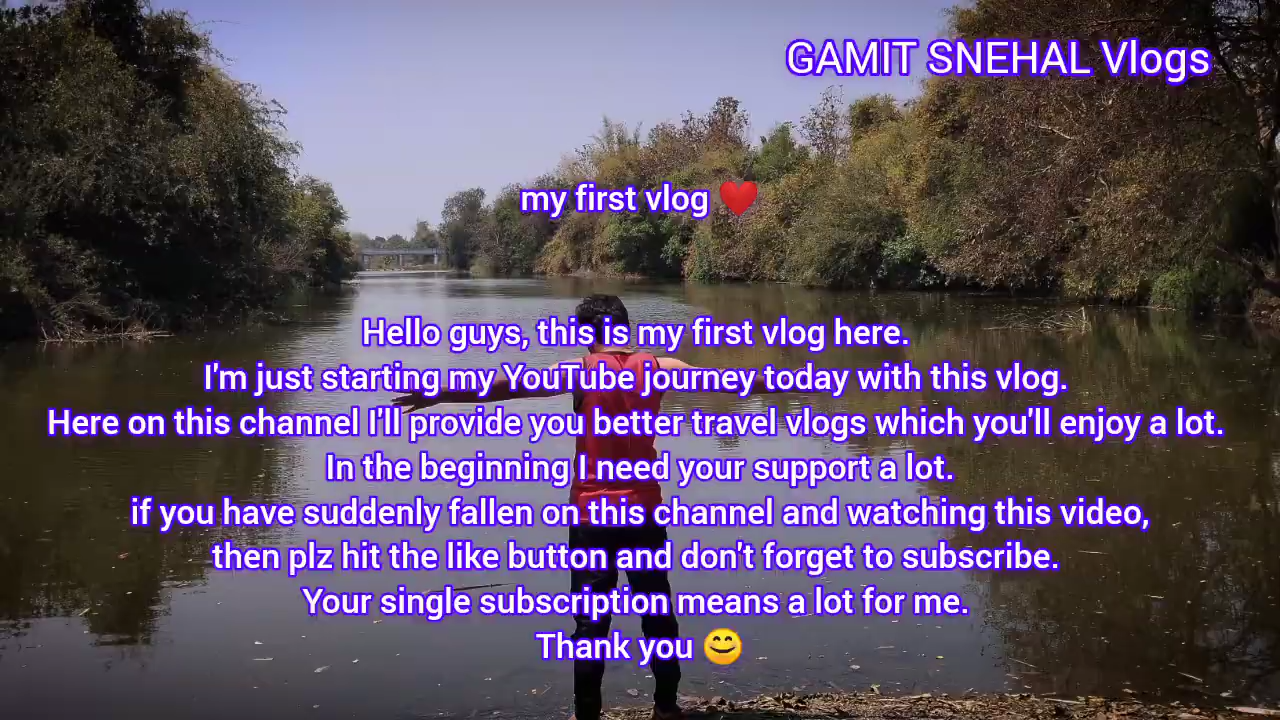 GAMIT SNEHAL Vlogs
my first vlog ❤️
Hello guys, this is my first vlog here.
I'm just starting my YouTube journey today with this vlog.
Here on this channel I'll provide you better travel vlogs which you'll enjoy a lot.
In the beginning I need your support a lot.
if you have suddenly fallen on this channel and watching this video,
then plz hit the like button and don't forget to subscribe.
Your single subscription means a lot for me.
Thank you 😊